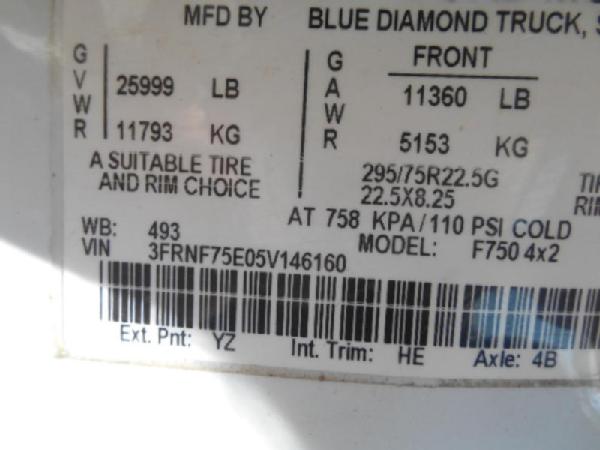 MFD BY BLUE DIAMOND TRUCK,
GVWR 25999 LB
11793 KG
A SUITABLE TIRE
AND RIM CHOICE
GAWR FRONT
11360 LB
5153 KG
295/75R22.5G
22.5X8.25
AT 758 KPA/110 PSI COLD
WB: 493
VIN 3FRNF75E05V146160
MODEL: F750 4x2
Ext. Pnt: YZ Int. Trim: HE Axle: 4B